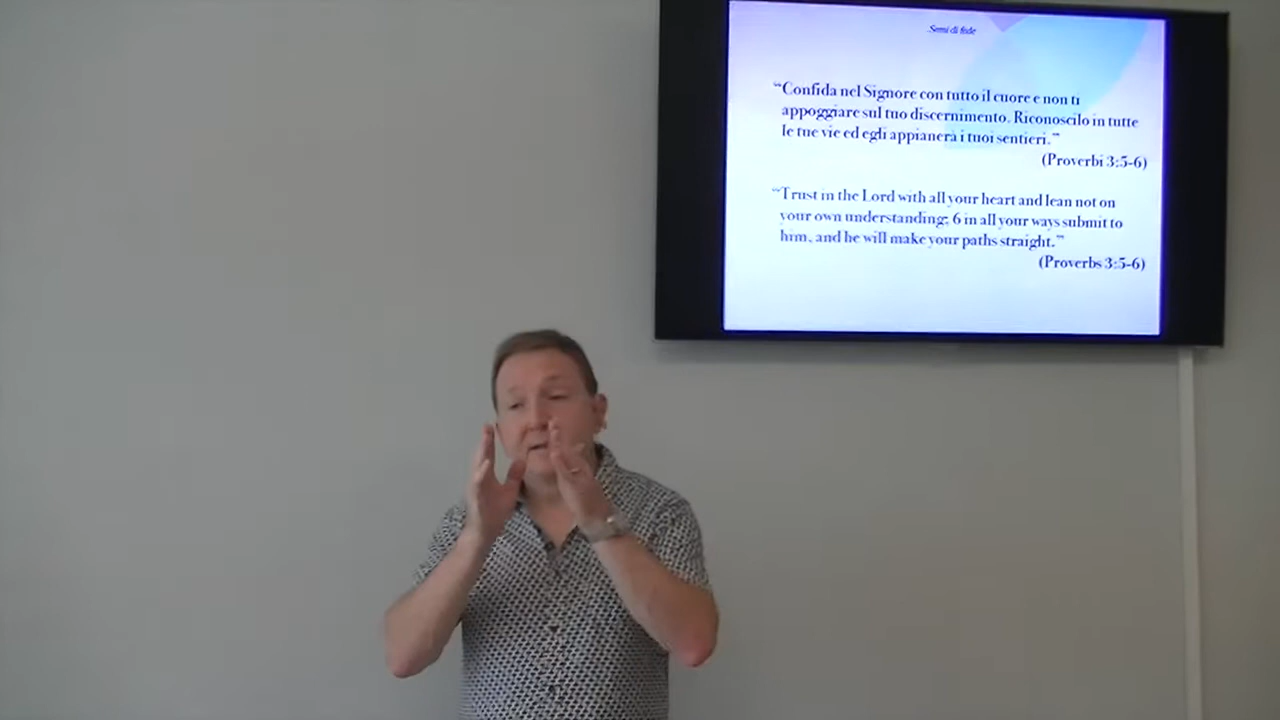 Semi di fede
“Confida nel Signore con tutto il cuore e non ti
appoggiare sul tuo discernimento. Riconoscilo in tutte
le tue vie ed egli appianerà i tuoi sentieri.”
(Proverbi 3:5-6)
“Trust in the Lord with all your heart and lean not on
your own understanding; 6 in all your ways submit to
him, and he will make your paths straight.”
(Proverbs 3:5-6)